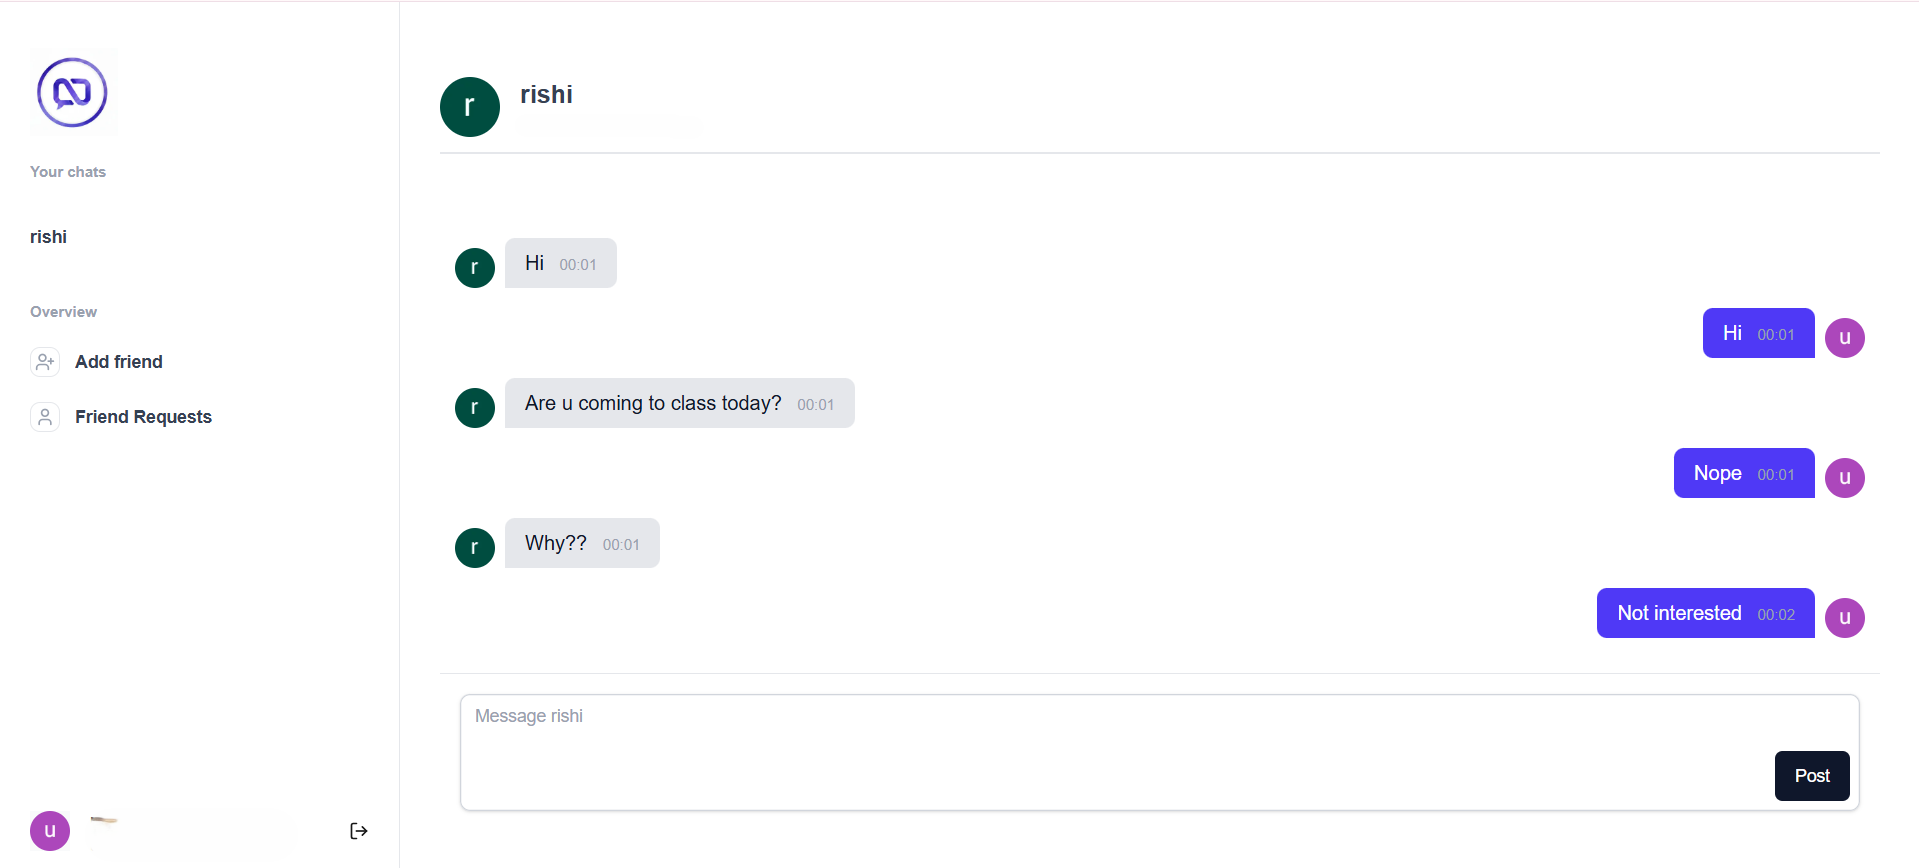 Your chats
rishi
Overview
Add friend
Friend Requests
u
r
rishi
r
Hi 00:01
Hi 00:01
u
r
Are u coming to class today? 00:01
Nope 00:01
u
r
Why?? 00:01
Not interested 00:02
u
Message rishi
Post